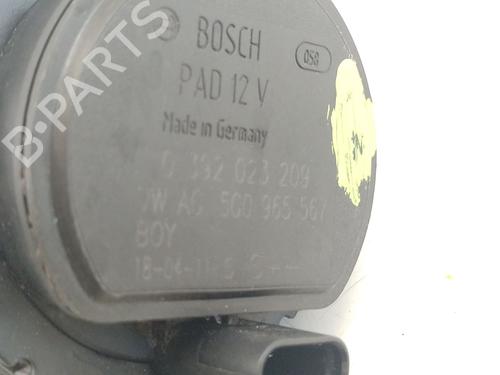 BOSCH
058
PAD 12 V
Made in Germany
0 392 023 209
VW AG 5G0 965 567
BOY
B-PARTS